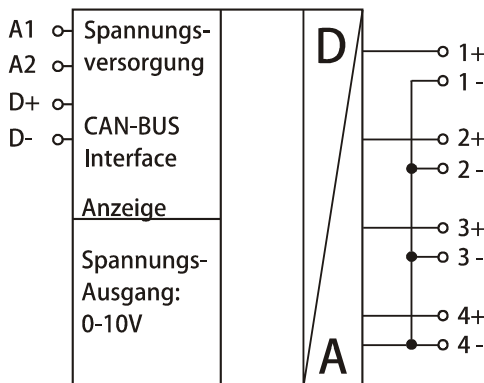 A1
Spannungs-
A2
versorgung
D+
D-
CAN-BUS
Interface
Anzeige
Spannungs-
Ausgang:
0-10V
D
A
1+
1-
2+
2-
3+
3-
4+
4-